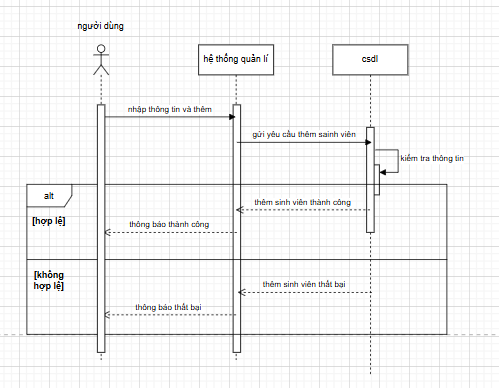 người dùng
hệ thống quản lí
csdl
nhập thông tin và thêm
gửi yêu cầu thêm sainh viên
kiểm tra thông tin
alt
thêm sinh viên thành công
[hợp lệ]
thông báo thành công
[không
hợp lệ]
thêm sinh viên thất bại
thông báo thất bại